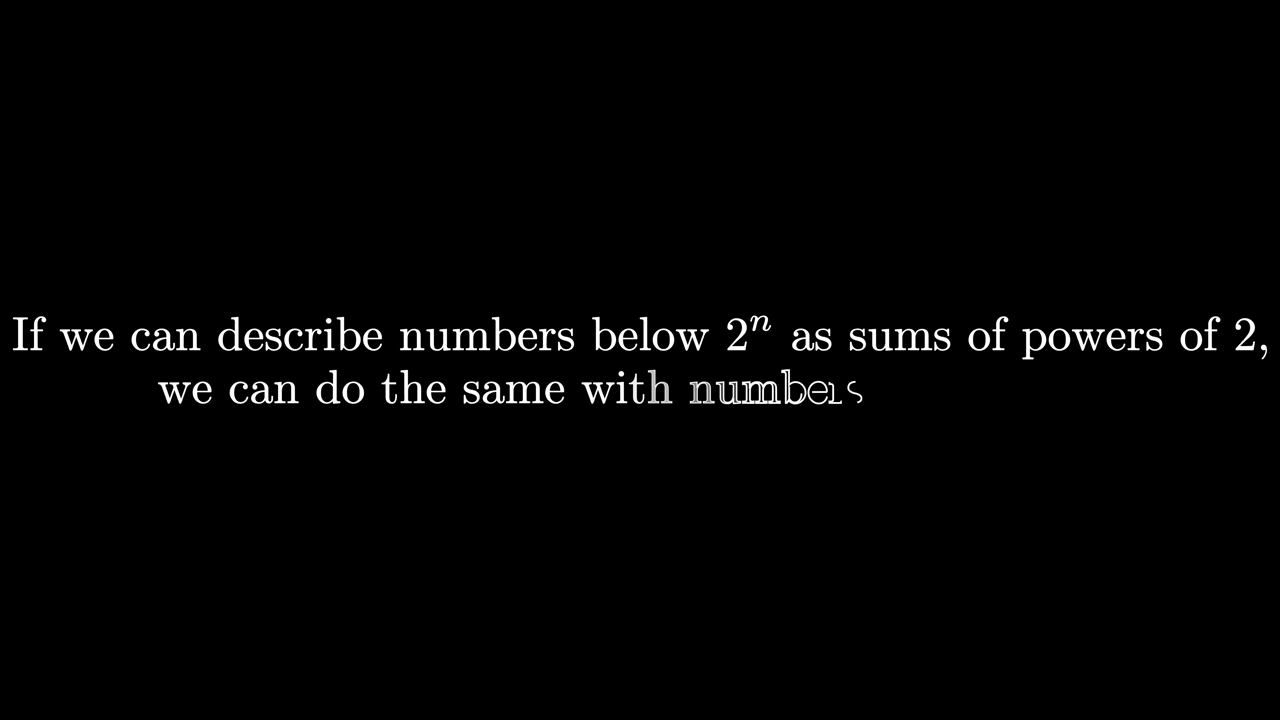 If we can describe numbers below $2^n$ as sums of powers of 2,
we can do the same with numbers